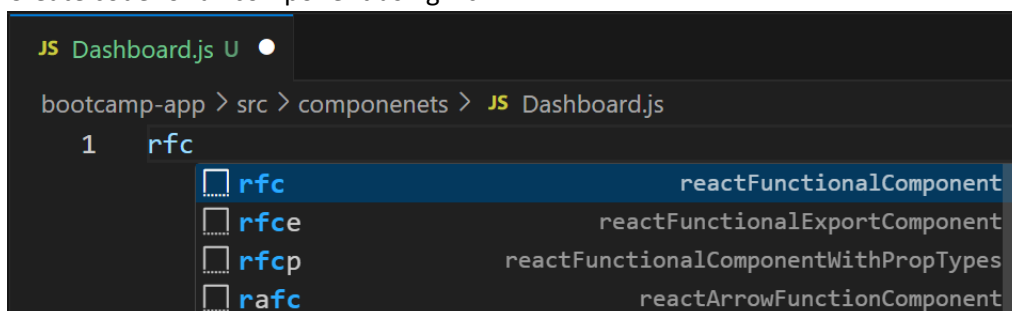 JS Dashboard.js U
bootcamp-app > src > componenets > JS Dashboard.js
1 rfc
rfc reactFunctionalComponent
rfce reactFunctionalExportComponent
rfcp reactFunctionalComponentWithPropTypes
rafc reactArrowFunctionComponent